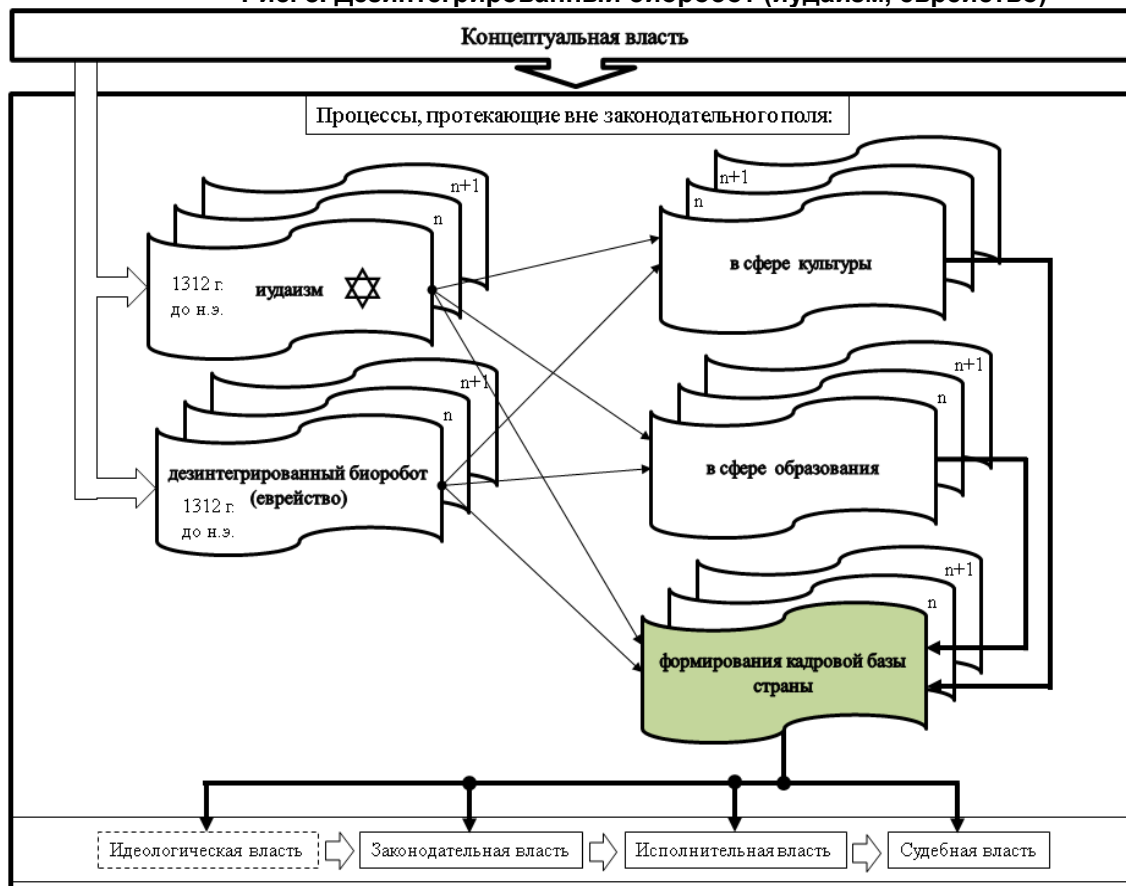 Концептуальная власть
Процессы, протекающие вне законодательного поля:
n+1
n
1312 г.
до н.э.
иудаизм
n+1
n
в сфере культуры
n+1
n
дезинтегрированный биоробот
(еврейство)
1312 г.
до н.э.
n+1
n
в сфере образования
n+1
n
формирования кадровой базы
страны
Идеологическая власть
Законодательная власть
Исполнительная власть
Судебная власть